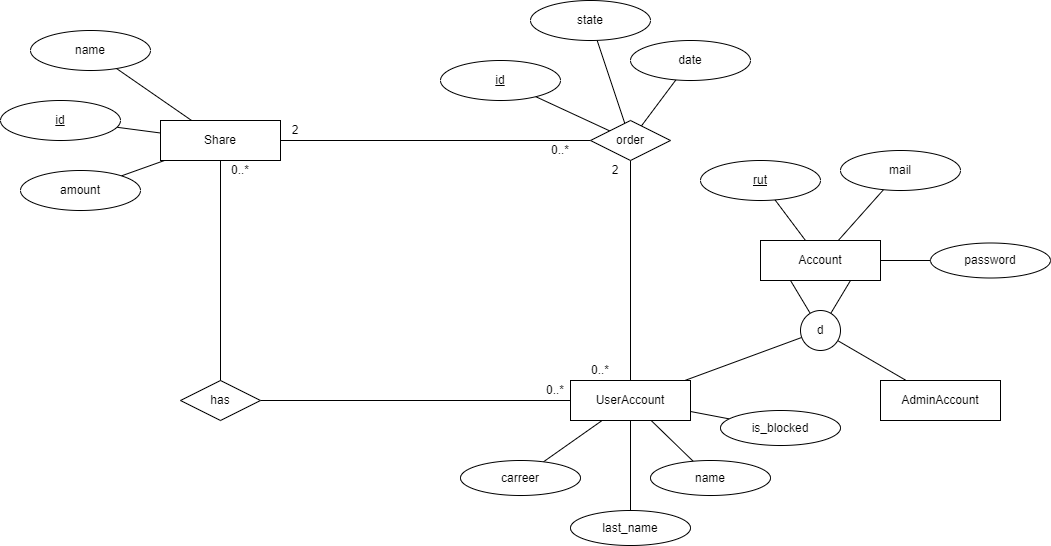 state
name
date
id
id
2
Share
order
0..*
0..*
2
rut
mail
amount
Account
password
d
0..*
0..*
has
UserAccount
AdminAccount
is_blocked
carreer
name
last_name